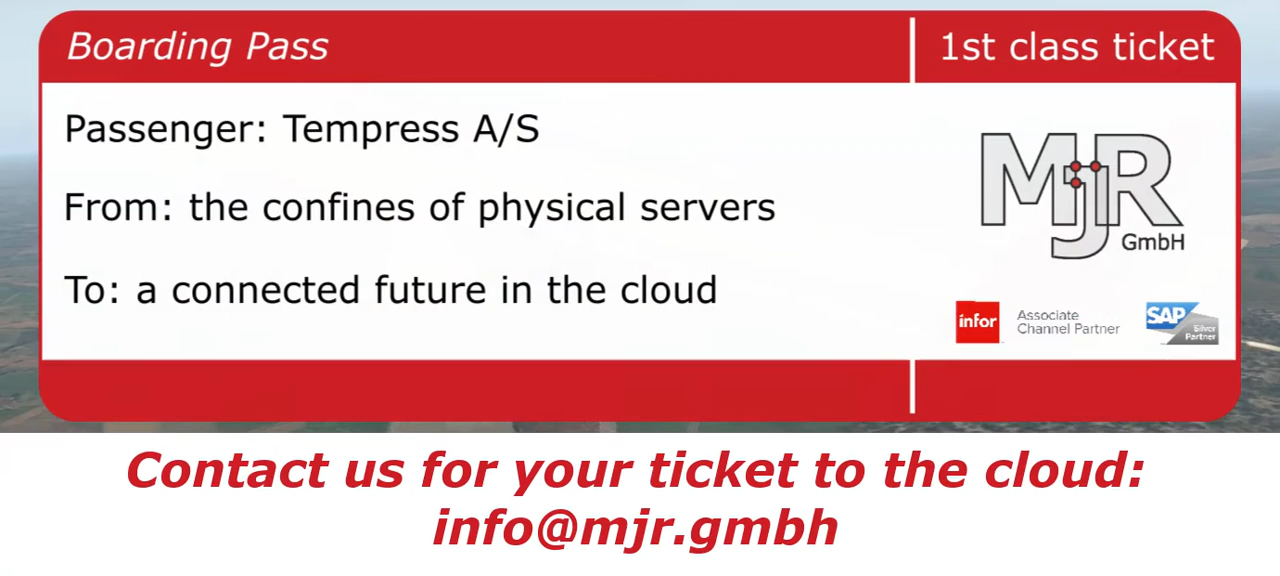 Boarding Pass
1st class ticket
Passenger: Tempress A/S
From: the confines of physical servers
To: a connected future in the cloud
MjR
GmbH
infor
Associate
Channel Partner
SAP
Silver
Partner
Contact us for your ticket to the cloud:
info@mjr.gmbh